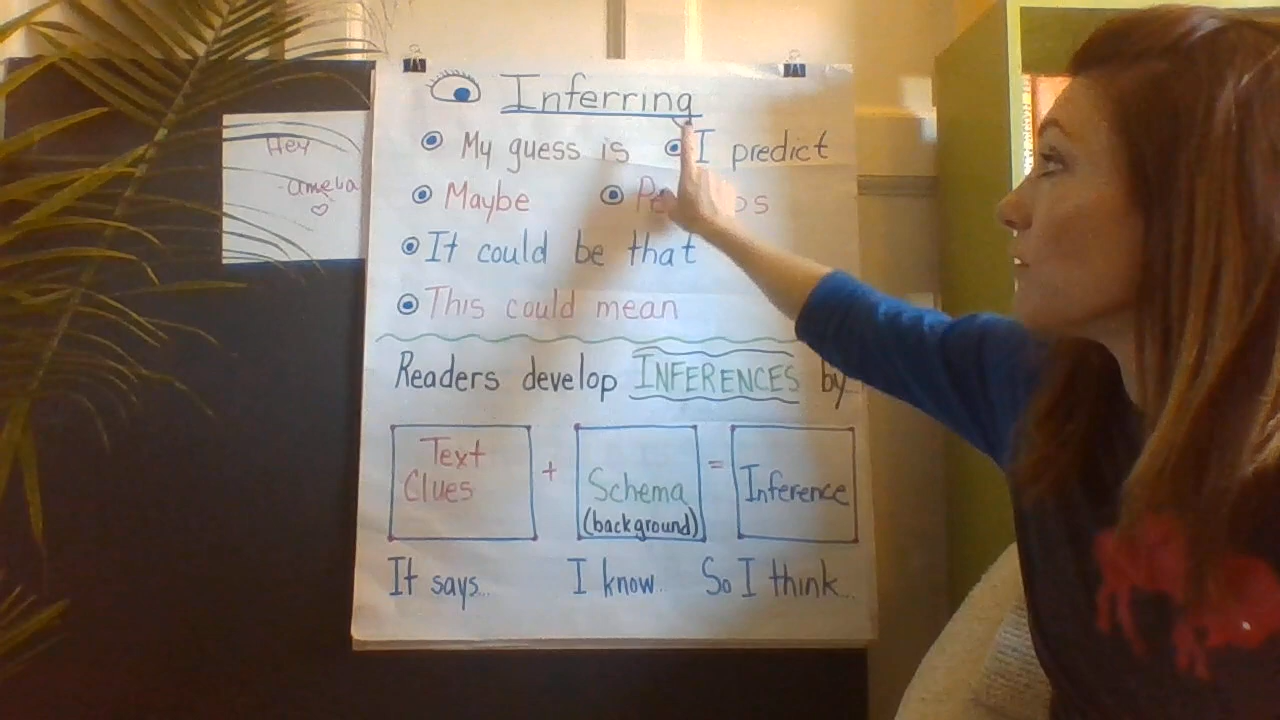 Inferring
My guess is
I predict
Maybe
It could be that
This could mean
Readers develop INFERENCES by
Text Clues + Schema (background) = Inference
It says.. I know.. So I think...
Hey
-amelia